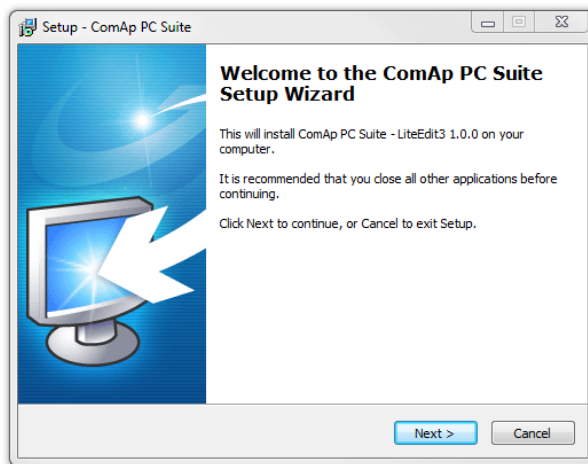 Setup - ComAp PC Suite
Welcome to the ComAp PC Suite
Setup Wizard
This will install ComAp PC Suite - LiteEdit3 1.0.0 on your
computer.
It is recommended that you close all other applications before
continuing.
Click Next to continue, or Cancel to exit Setup.
Next >
Cancel